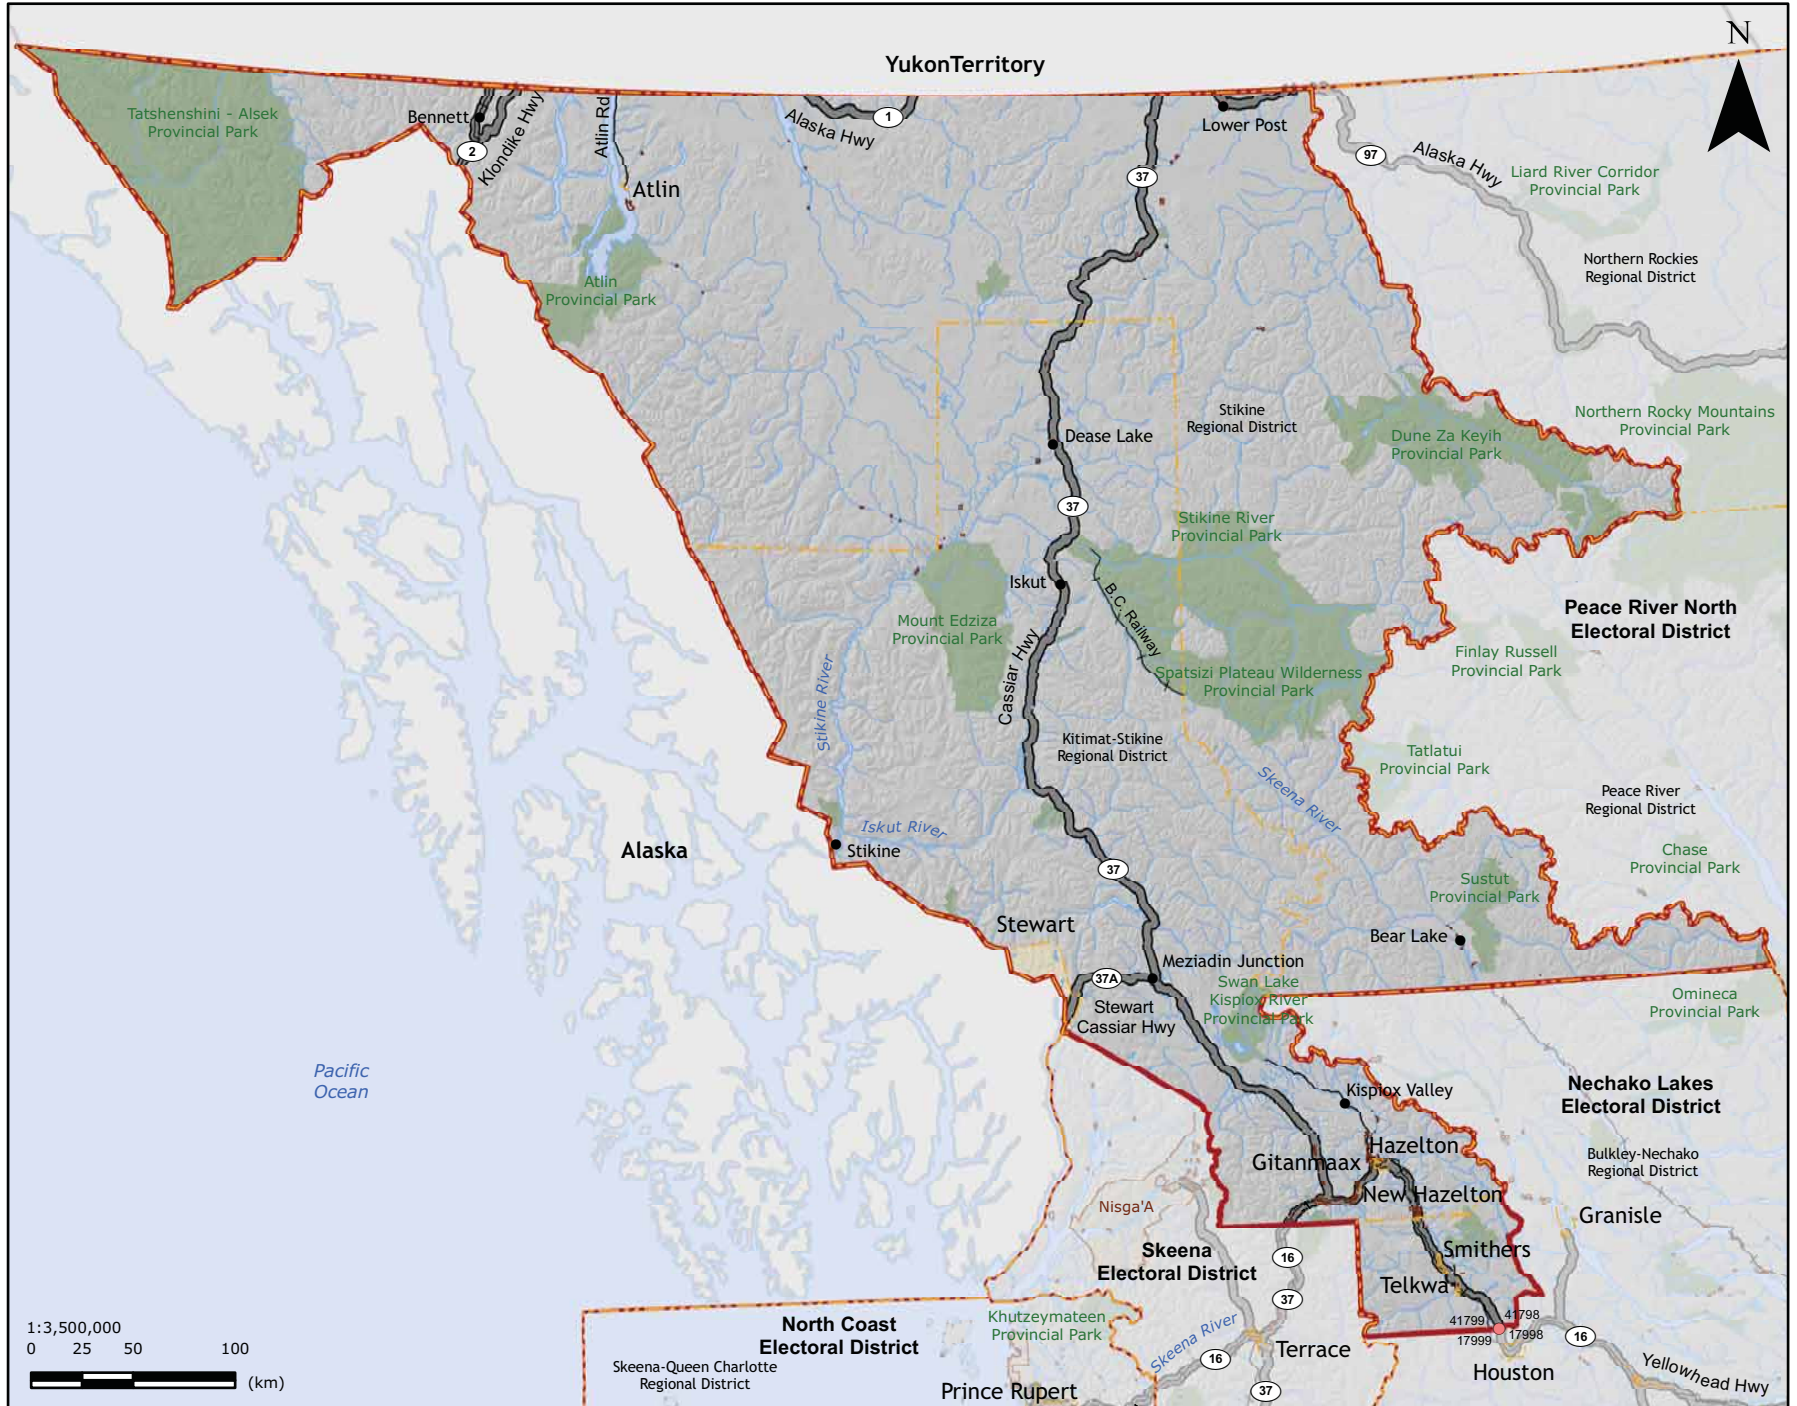 N
YukonTerritory
Tatshenshini - Alsek
Provincial Park
Bennett
2
Klondike Hwy
Atlin Rd
Atlin
Alaska Hwy
1
Lower Post
37
97
Alaska Hwy
Liard River Corridor
Provincial Park
Northern Rockies
Regional District
Atlin
Provincial Park
Stikine
Regional District
Northern Rocky Mountains
Provincial Park
Dune Za Keyih
Provincial Park
Dease Lake
37
Stikine River
Provincial Park
Iskut
B.C. Railway
Mount Edziza
Provincial Park
Cassiar Hwy
Stikine River
Spatsizi Plateau Wilderness
Provincial Park
Peace River North
Electoral District
Finlay Russell
Provincial Park
Kitimat-Stikine
Regional District
Tatlatui
Provincial Park
Skeena River
Peace River
Regional District
Iskut River
Stikine
Alaska
37
Chase
Provincial Park
Sustut
Provincial Park
Stewart
Bear Lake
Meziadin Junction
37A
Swan Lake
Kispiox River
Provincial Park
Stewart
Cassiar Hwy
Omineca
Provincial Park
Pacific
Ocean
Kispiox Valley
Nechako Lakes
Electoral District
Hazelton
Gitanmaax
Bulkley-Nechako
Regional District
New Hazelton
Nisga'A
Granisle
Skeena
Electoral District
16
Smithers
Telkwa
37
41799
41798
17999
17998
16
Khutzeymateen
Provincial Park
North Coast
Electoral District
Skeena River
Terrace
16
Houston
Yellowhead Hwy
Skeena-Queen Charlotte
Regional District
Prince Rupert
37
1:3,500,000
0 25 50 100
(km)